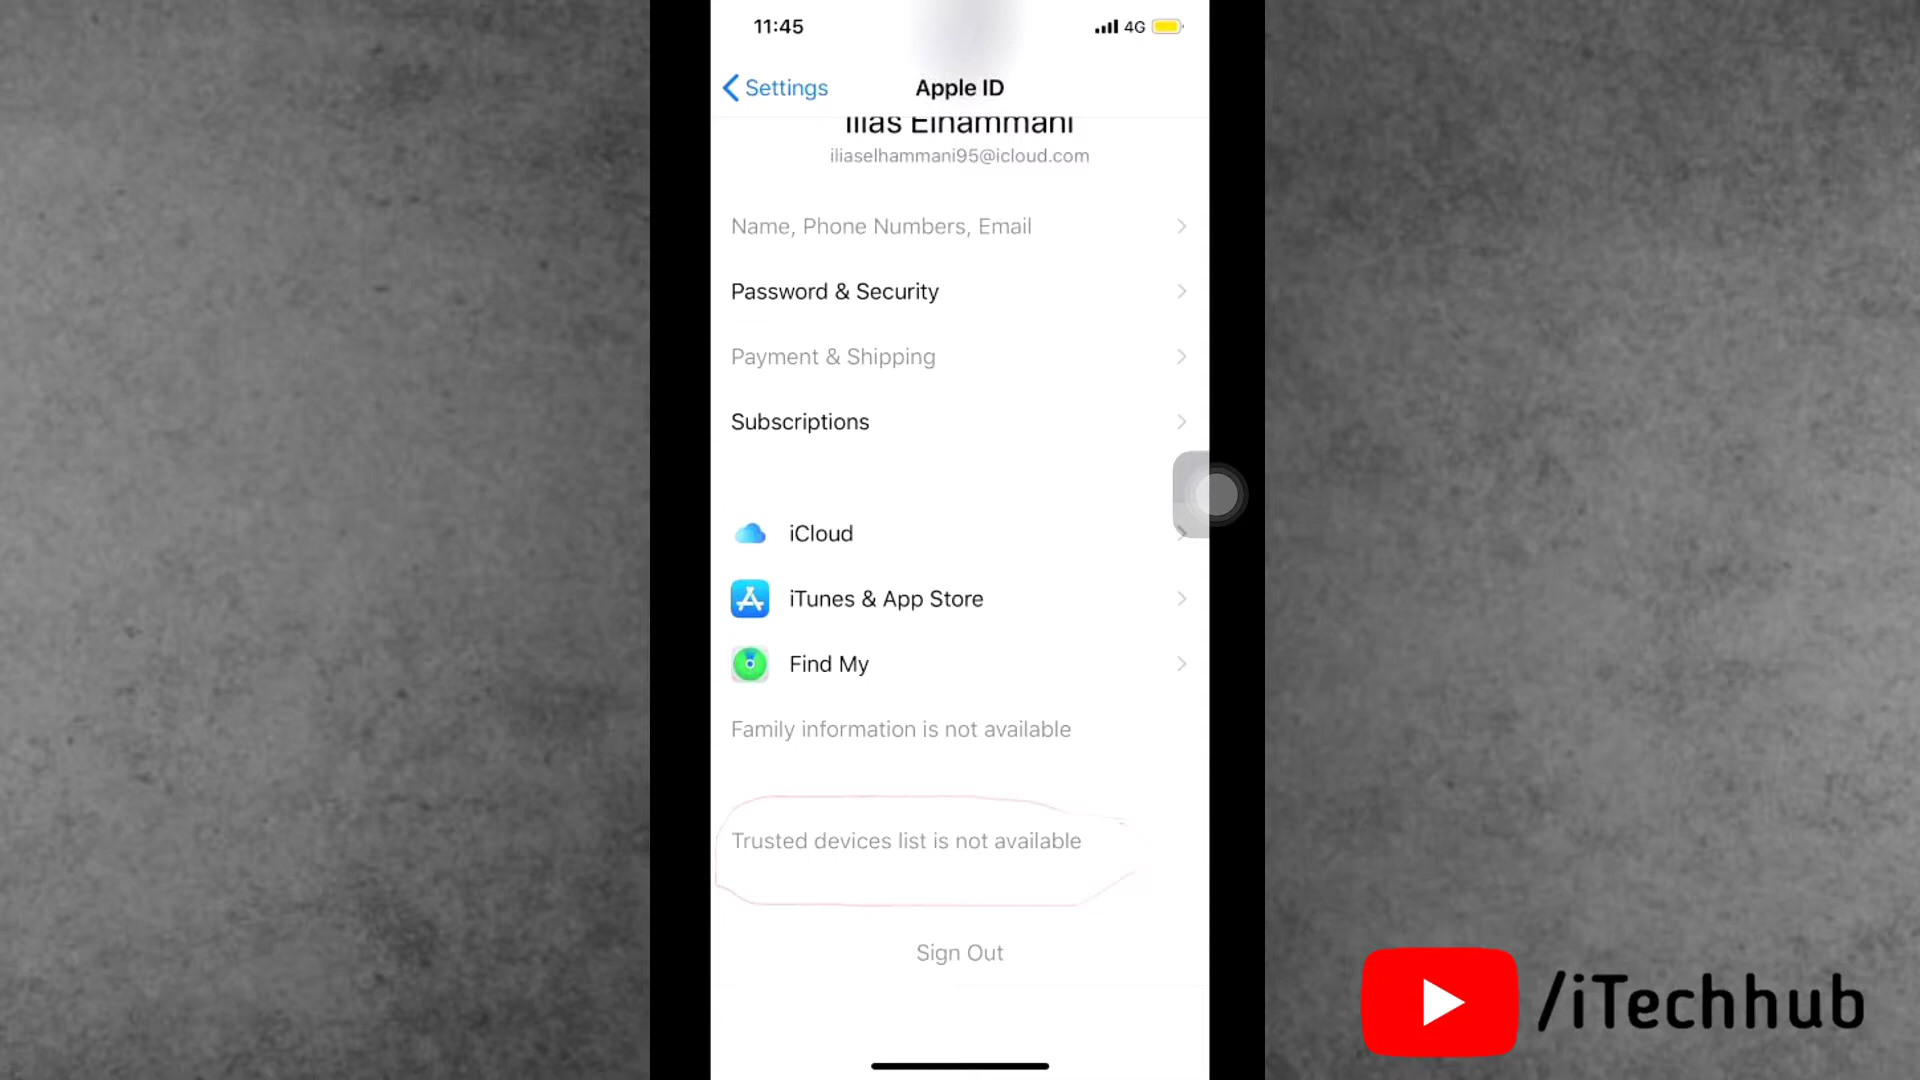 11:45
4G
Settings
Apple ID
Ilias Elhammani
iliaselhammani95@icloud.com
Name, Phone Numbers, Email
Password & Security
Payment & Shipping
Subscriptions
iCloud
iTunes & App Store
Find My
Family information is not available
Trusted devices list is not available
Sign Out
/iTechhub